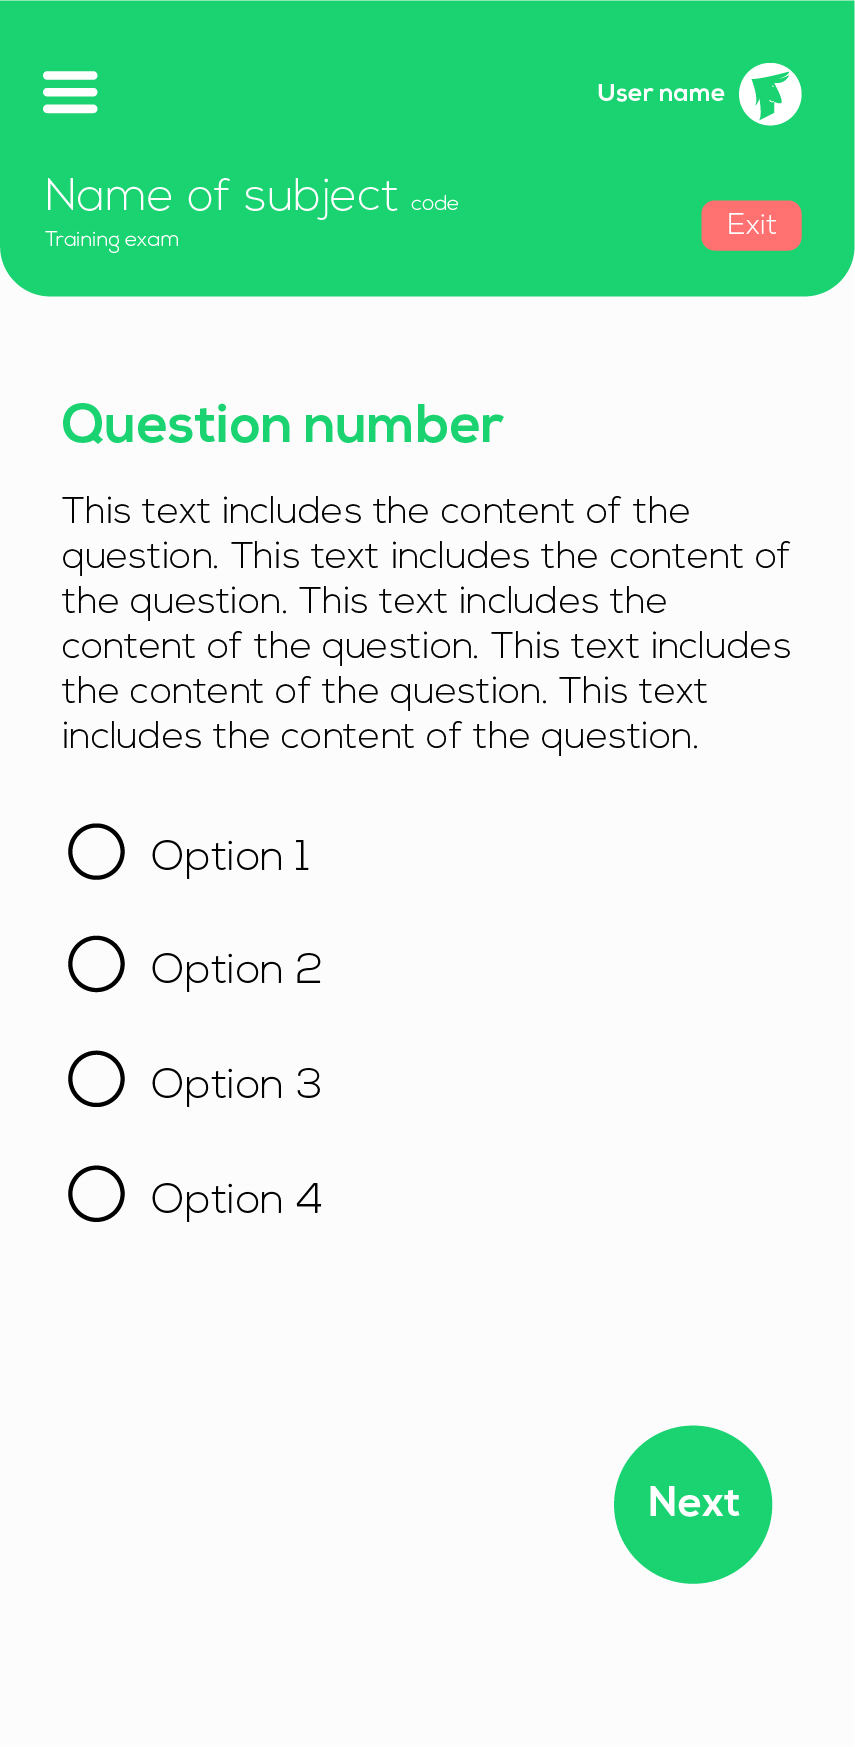 User name
Name of subject code
Training exam
Exit
Question number
This text includes the content of the
question. This text includes the content of
the question. This text includes the
content of the question. This text includes
the content of the question. This text
includes the content of the question.
Option 1
Option 2
Option 3
Option 4
Next